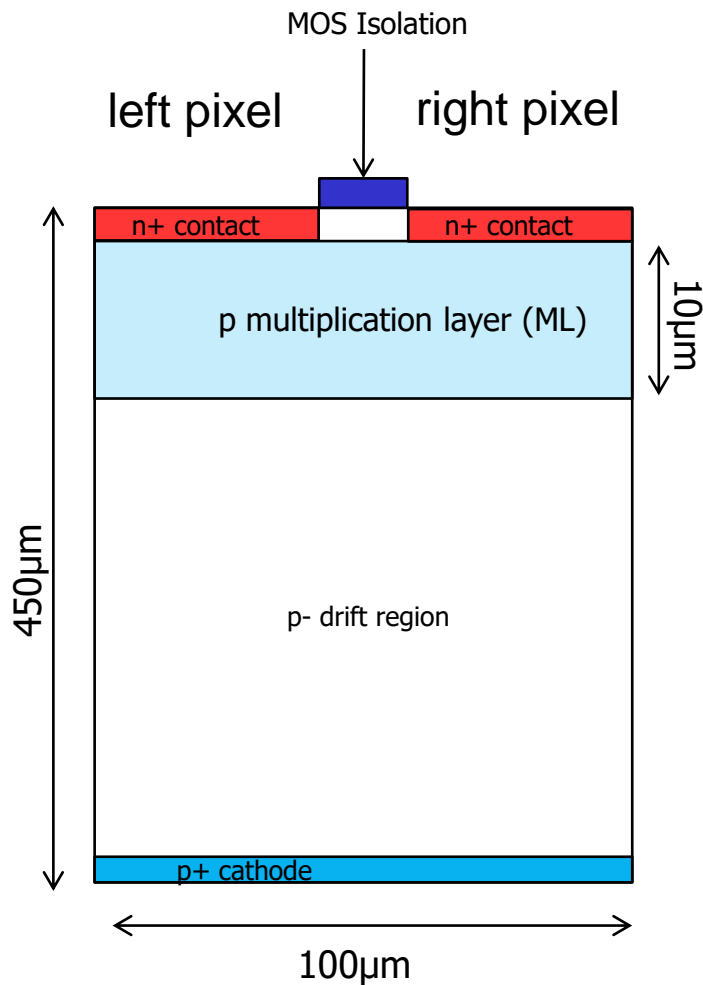 MOS Isolation
left pixel
right pixel
n+ contact
n+ contact
p multiplication layer (ML)
10µm
450µm
p- drift region
p+ cathode
100µm